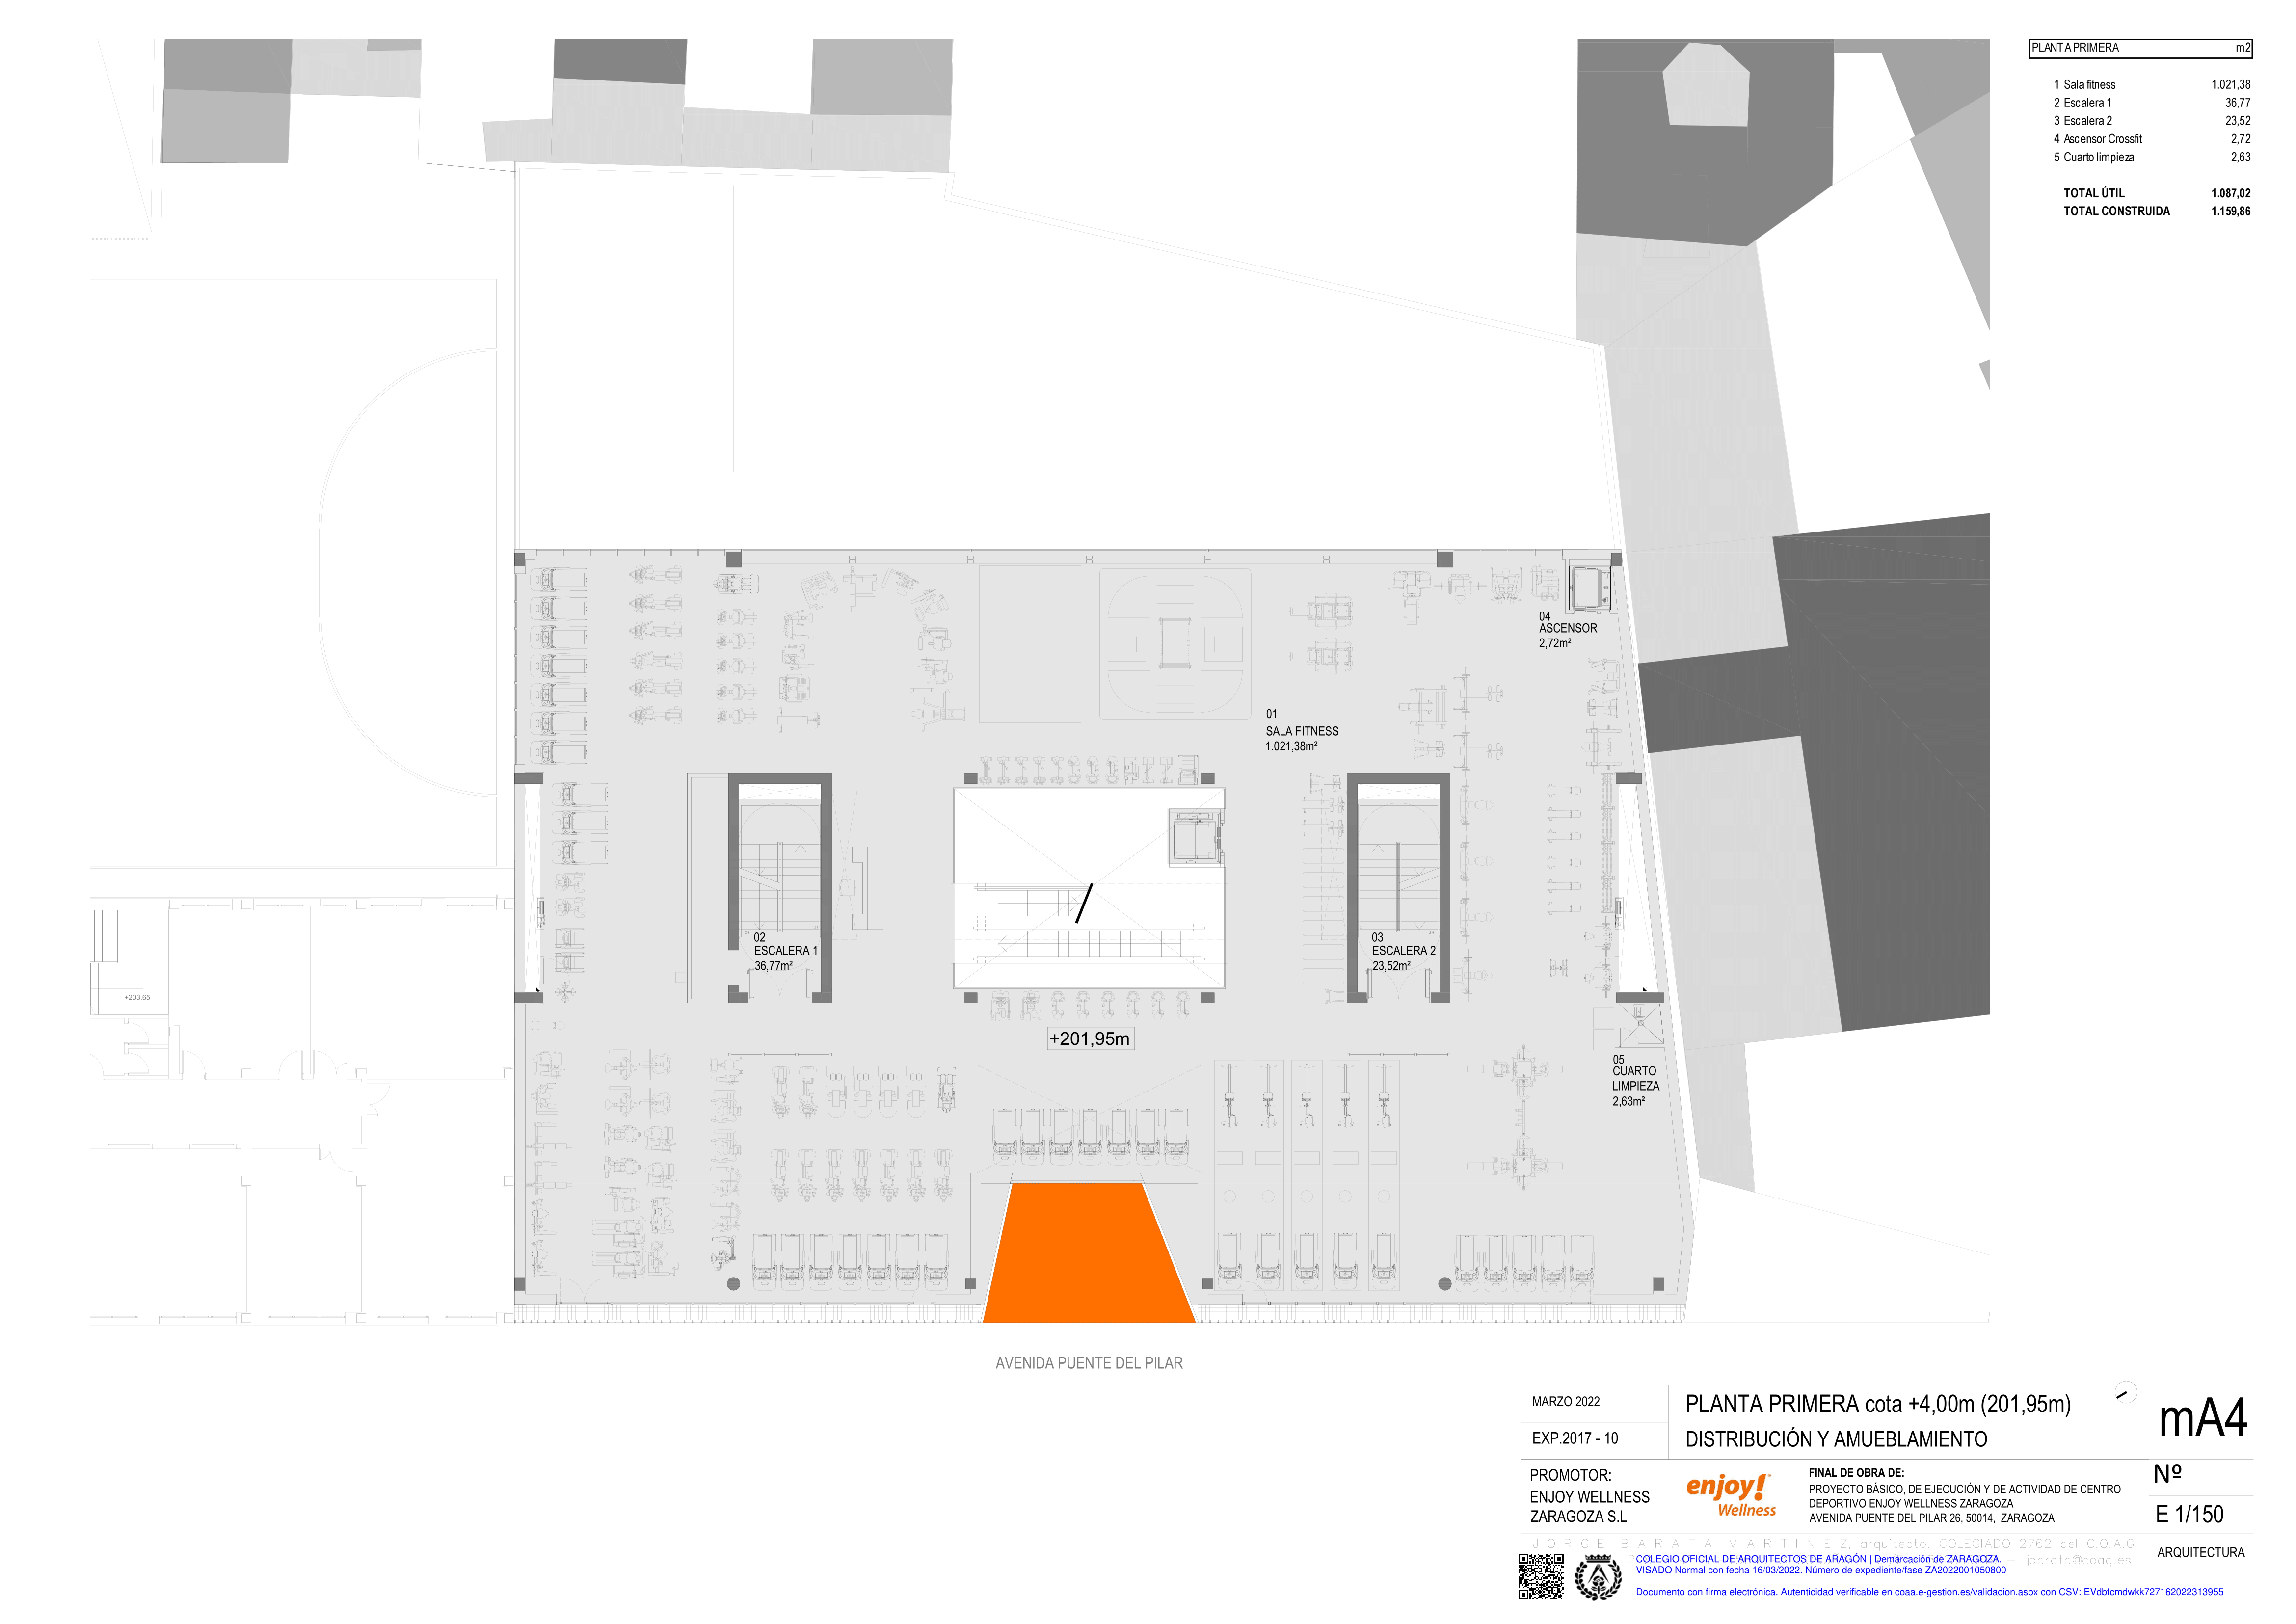 PLANTA PRIMERA m2
1 Sala fitness 1.021,38
2 Escalera 1 36,77
3 Escalera 2 23,52
4 Ascensor Crossfit 2,72
5 Cuarto limpieza 2,63
TOTAL ÚTIL 1.087,02
TOTAL CONSTRUIDA 1.159,86
04
ASCENSOR
2,72m²
01
SALA FITNESS
1.021,38m²
02
ESCALERA 1
36,77m²
03
ESCALERA 2
23,52m²
+203.65
+201,95m
05
CUARTO
LIMPIEZA
2,63m²
AVENIDA PUENTE DEL PILAR
MARZO 2022
EXP.2017 - 10
PLANTA PRIMERA cota +4,00m (201,95m)
DISTRIBUCIÓN Y AMUEBLAMIENTO
mA4
PROMOTOR:
ENJOY WELLNESS
ZARAGOZA S.L
enjoy!
Wellness
FINAL DE OBRA DE:
PROYECTO BÁSICO, DE EJECUCIÓN Y DE ACTIVIDAD DE CENTRO
DEPORTIVO ENJOY WELLNESS ZARAGOZA
AVENIDA PUENTE DEL PILAR 26, 50014, ZARAGOZA
Nº
E 1/150
ARQUITECTURA
JORGE BARATA MARTINEZ, arquitecto. COLEGIADO 2762 del C.O.A.G
jbarata@coag.es
COLEGIO OFICIAL DE ARQUITECTOS DE ARAGÓN | Demarcación de ZARAGOZA.
VISADO Normal con fecha 16/03/2022. Número de expediente/fase ZA2022001050800
Documento con firma electrónica. Autenticidad verificable en coaa.e-gestion.es/validacion.aspx con CSV: EVdbfcmdwkk727162022313955